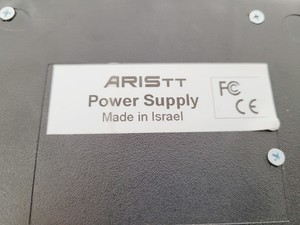 ARISTT
Power Supply
Made in Israel
FC
CE